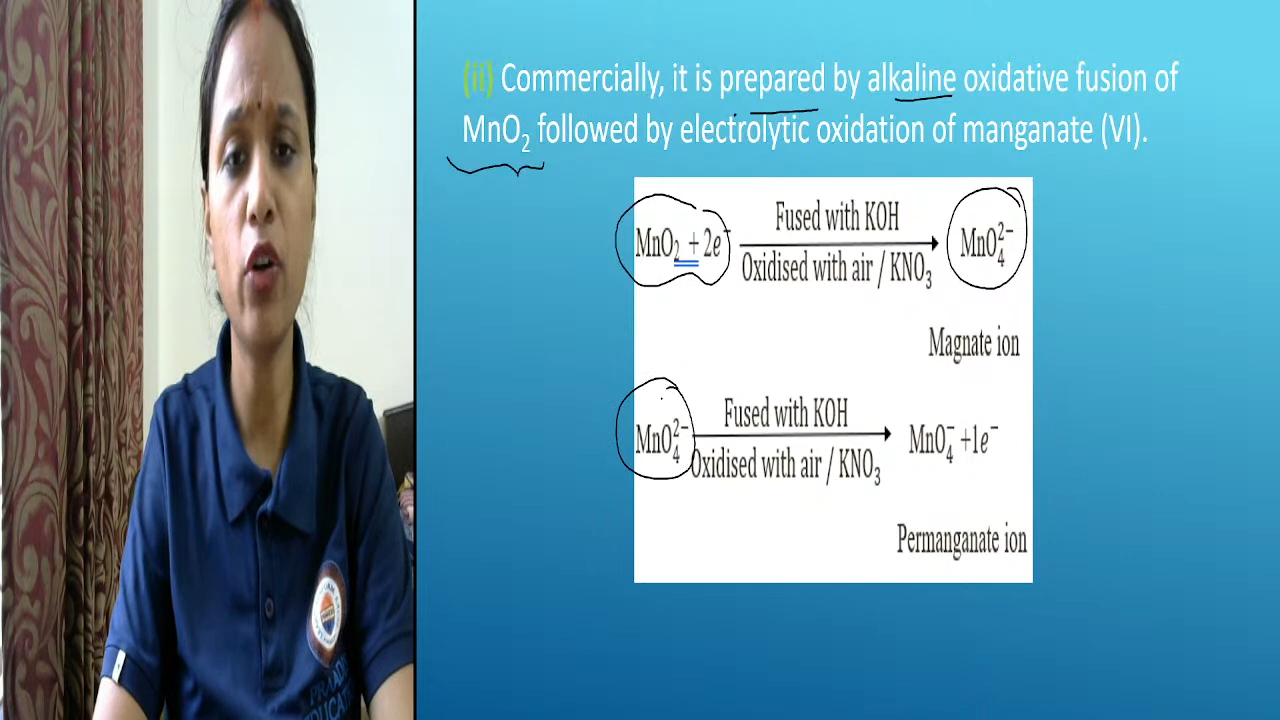 (ii) Commercially, it is prepared by alkaline oxidative fusion of
MnO₂ followed by electrolytic oxidation of manganate (VI).
Fused with KOH
MnO₂ + 2e⁻ → MnO₄²⁻
Oxidised with air / KNO₃
Magnate ion
Fused with KOH
MnO₄²⁻ → MnO₄⁻ +1e⁻
Oxidised with air / KNO₃
Permanganate ion